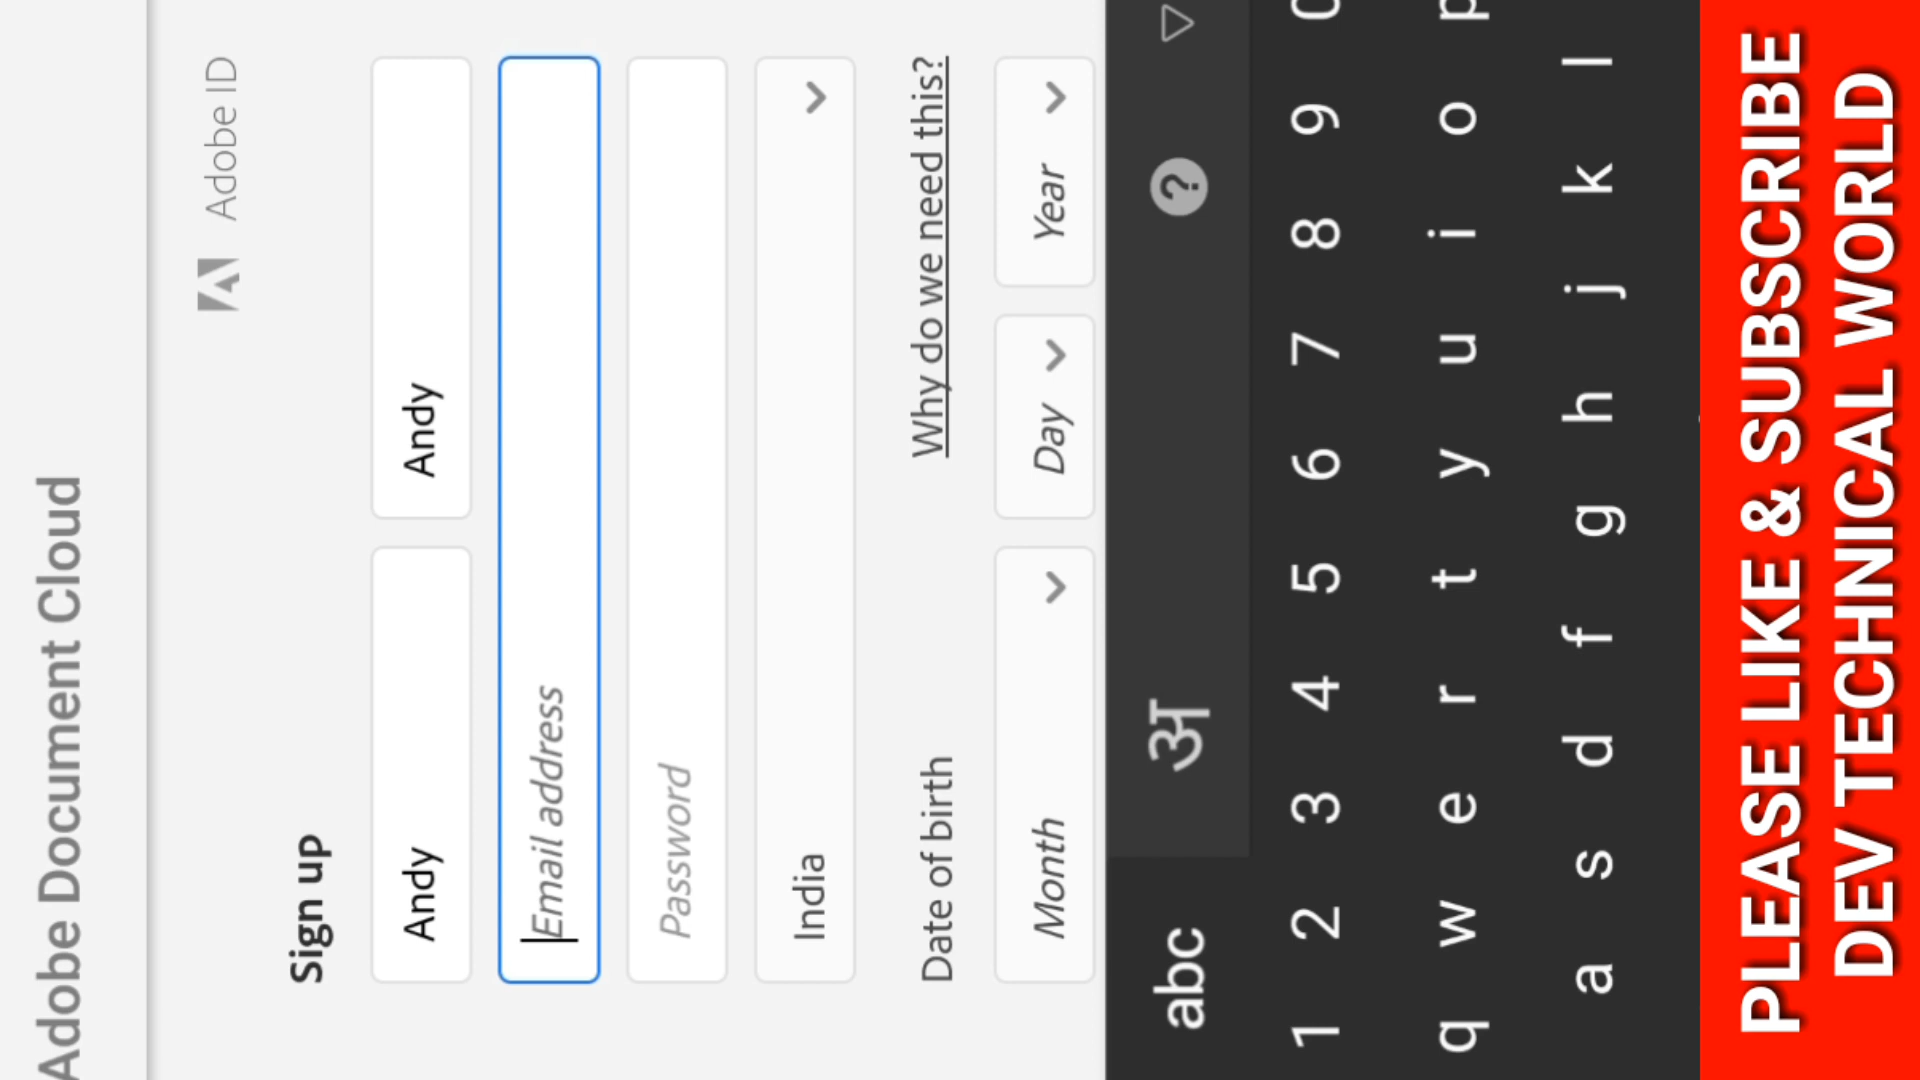 Adobe Document Cloud
Adobe ID
Sign up
Andy Andy
Email address
Password
India
Date of birth Why do we need this?
Month Day Year
abc अ ?
1 2 3 4 5 6 7 8 9 0
q w e r t y u i o p
a s d f g h j k l
PLEASE LIKE & SUBSCRIBE
DEV TECHNICAL WORLD